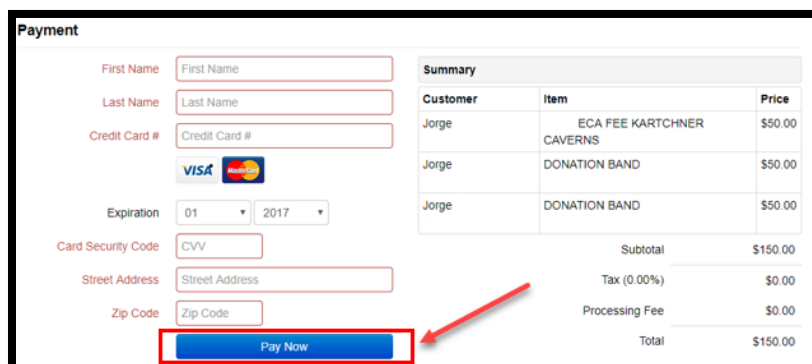 Payment
First Name First Name
Last Name Last Name
Credit Card # Credit Card #
VISA MasterCard
Expiration 01 2017
Card Security Code CVV
Street Address Street Address
Zip Code Zip Code
Pay Now
Summary
Customer Item Price
Jorge ECA FEE KARTCHNER $50.00
CAVERNS
Jorge DONATION BAND $50.00
Jorge DONATION BAND $50.00
Subtotal $150.00
Tax (0.00%) $0.00
Processing Fee $0.00
Total $150.00